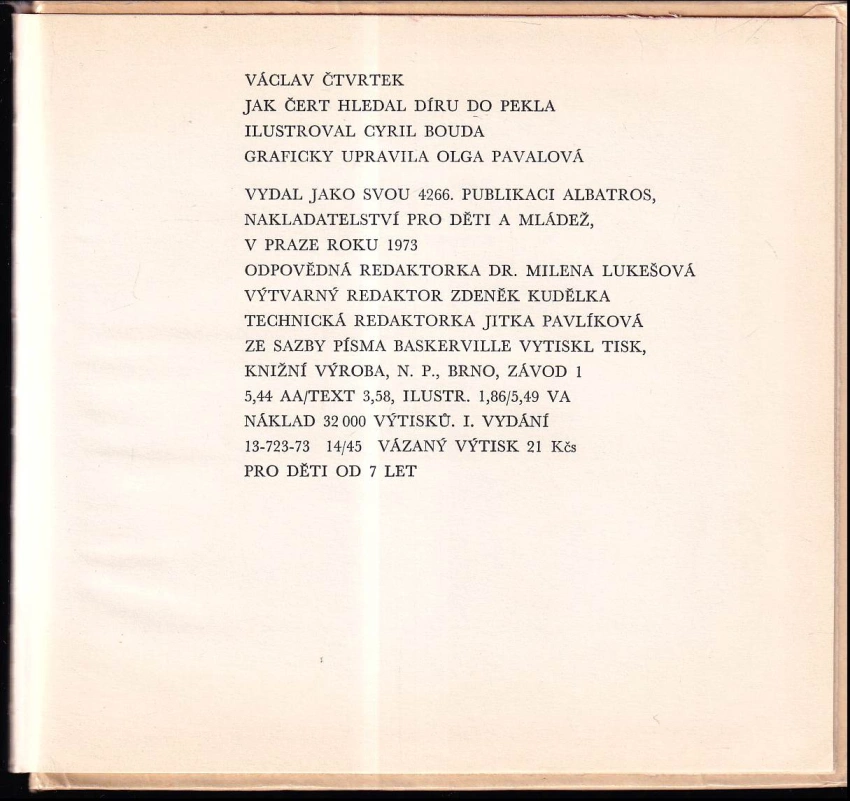 VÁCLAV ČTVRTEK
JAK ČERT HLEDAL DÍRU DO PEKLA
ILUSTROVAL CYRIL BOUDA
GRAFICKY UPRAVILA OLGA PAVALOVÁ
VYDAL JAKO SVOU 4266. PUBLIKACI ALBATROS,
NAKLADATELSTVÍ PRO DĚTI A MLÁDEŽ,
V PRAZE ROKU 1973
ODPOVĚDNÁ REDAKTORKA DR. MILENA LUKEŠOVÁ
VÝTVARNÝ REDAKTOR ZDENĚK KUDĚLKA
TECHNICKÁ REDAKTORKA JITKA PAVLÍKOVÁ
ZE SAZBY PÍSMA BASKERVILLE VYTISKL TISK,
KNIŽNÍ VÝROBA, N. P., BRNO, ZÁVOD 1
5,44 AA/TEXT 3,58, ILUSTR. 1,86/5,49 VA
NÁKLAD 32 000 VÝTISKŮ. I. VYDÁNÍ
13-723-73 14/45 VÁZANÝ VÝTISK 21 Kčs
PRO DĚTI OD 7 LET